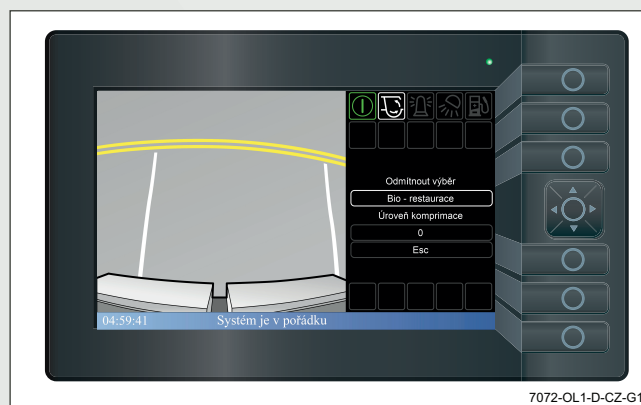 Odmítnout výběr
Bio - restaurace
Úroveň komprimace
0
Esc
04:59:41 Systém je v pořádku
7072-OL1-D-CZ-G1